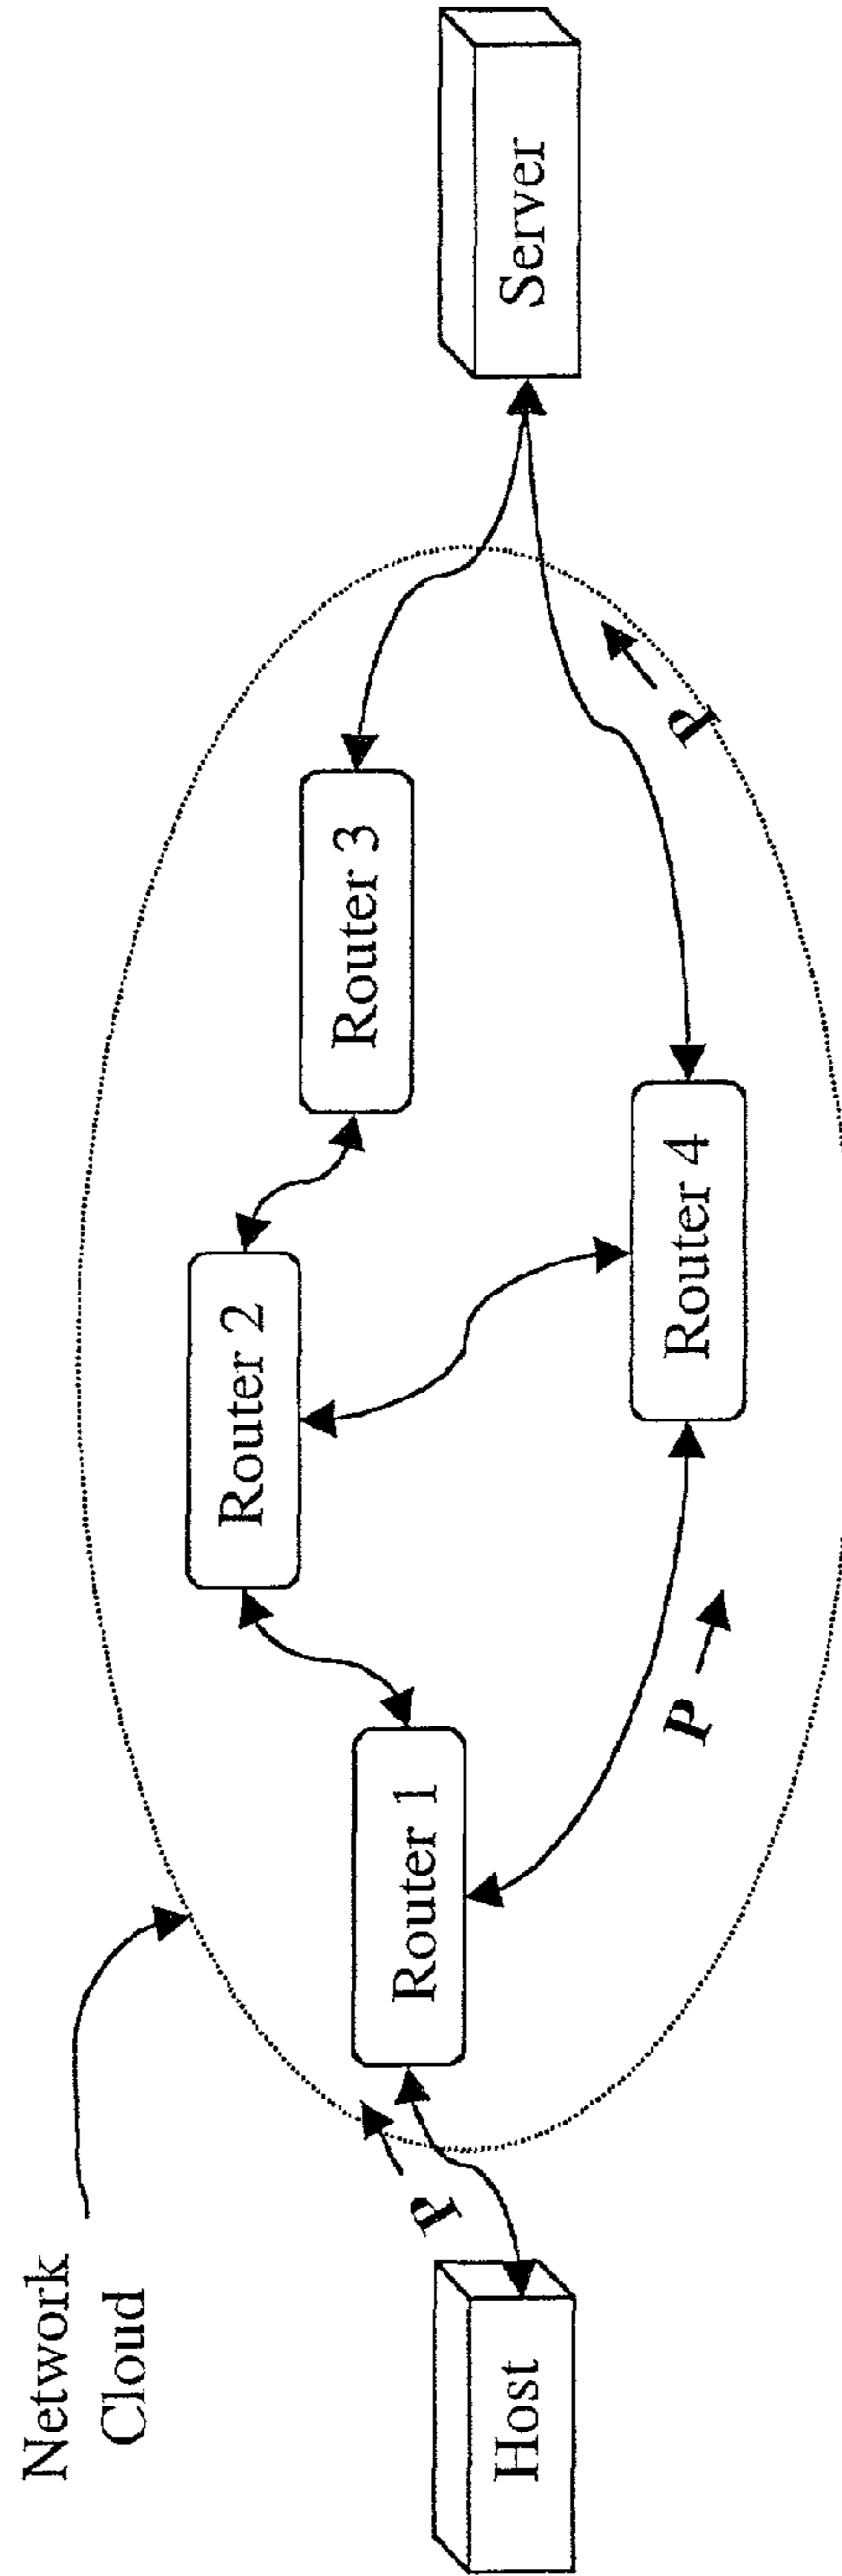 Network
Cloud
Host
P
Router 1
P
Router 2
Router 4
Router 3
P
Server